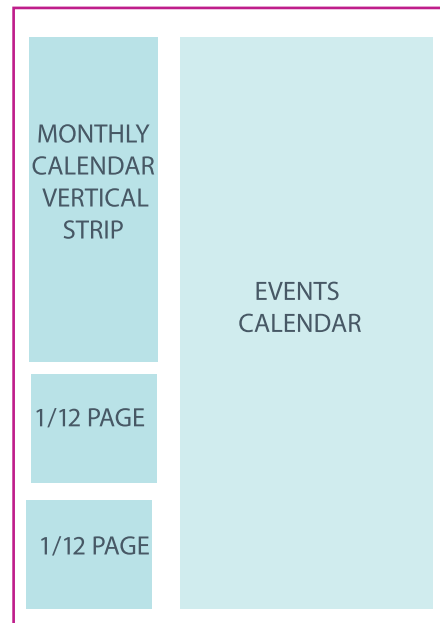 MONTHLY
CALENDAR
VERTICAL
STRIP
1/12 PAGE
1/12 PAGE
EVENTS
CALENDAR